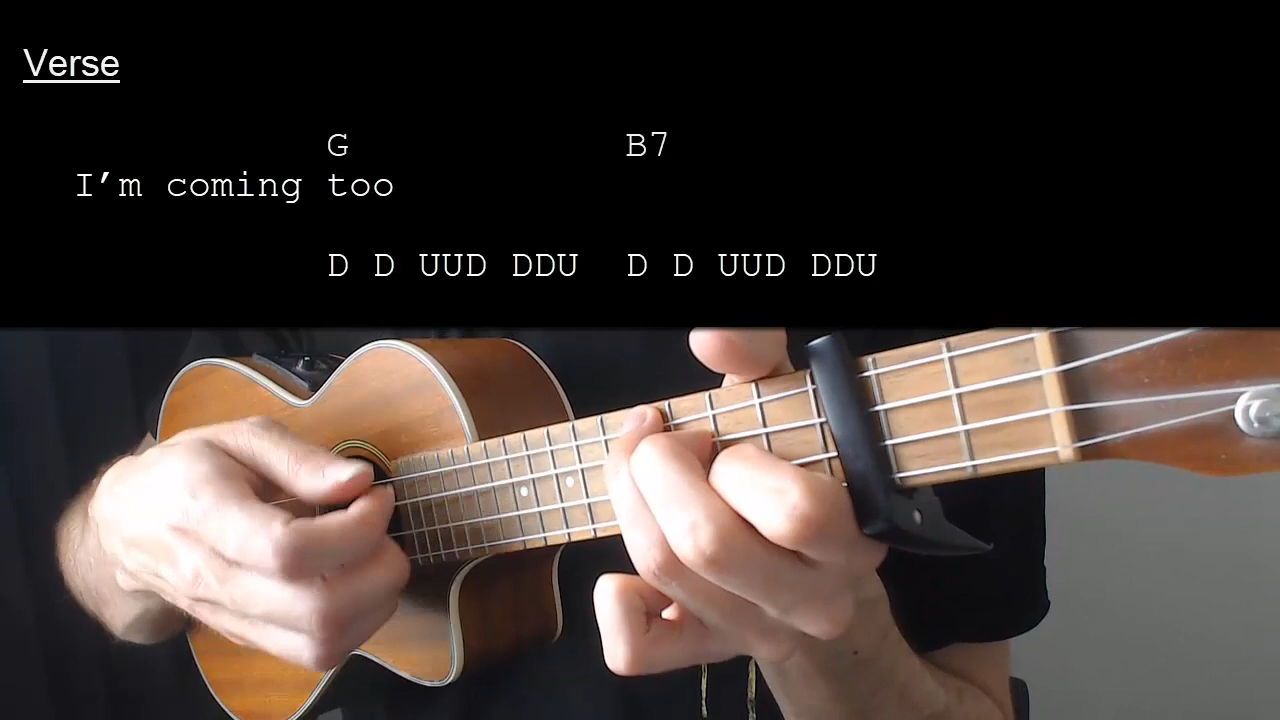 Verse
G B7
I’m coming too
D D UUD DDU D D UUD DDU